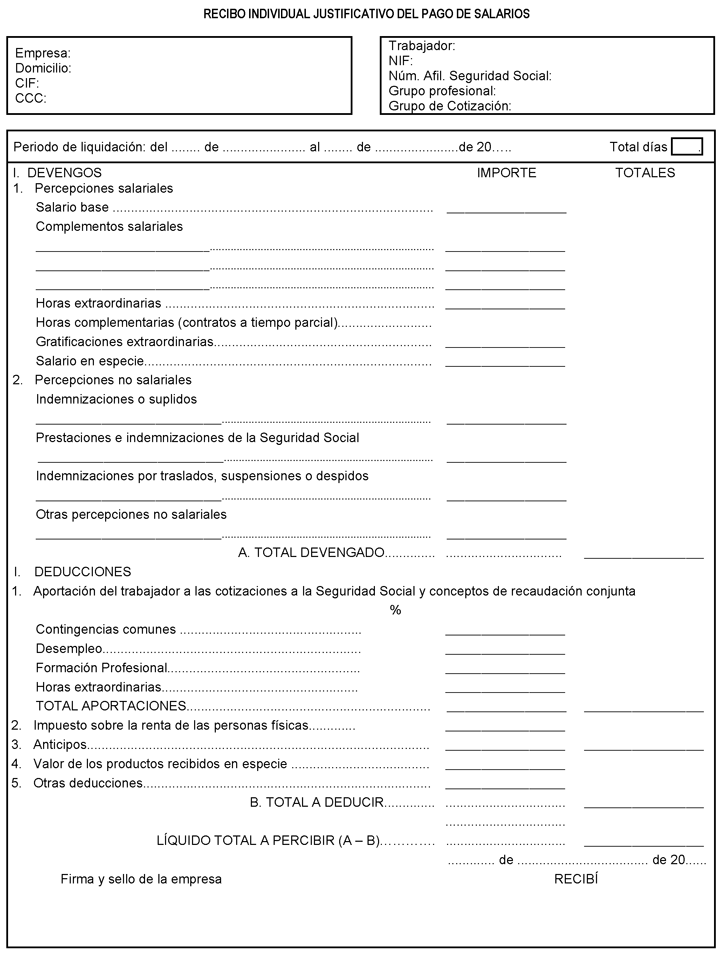 RECIBO INDIVIDUAL JUSTIFICATIVO DEL PAGO DE SALARIOS
Empresa:
Domicilio:
CIF:
CCC:
Trabajador:
NIF:
Núm. Afil. Seguridad Social:
Grupo profesional:
Grupo de Cotización:
Periodo de liquidación: del ........ de ...................... al ........ de ......................de 20..... Total días
I. DEVENGOS IMPORTE TOTALES
1. Percepciones salariales
Salario base
Complementos salariales
Horas extraordinarias
Horas complementarias (contratos a tiempo parcial)
Gratificaciones extraordinarias
Salario en especie
2. Percepciones no salariales
Indemnizaciones o suplidos
Prestaciones e indemnizaciones de la Seguridad Social
Indemnizaciones por traslados, suspensiones o despidos
Otras percepciones no salariales
A. TOTAL DEVENGADO
I. DEDUCCIONES
1. Aportación del trabajador a las cotizaciones a la Seguridad Social y conceptos de recaudación conjunta
%
Contingencias comunes
Desempleo
Formación Profesional
Horas extraordinarias
TOTAL APORTACIONES
2. Impuesto sobre la renta de las personas físicas
3. Anticipos
4. Valor de los productos recibidos en especie
5. Otras deducciones
B. TOTAL A DEDUCIR
LÍQUIDO TOTAL A PERCIBIR (A – B)
............ de .................................. de 20......
Firma y sello de la empresa RECIBÍ